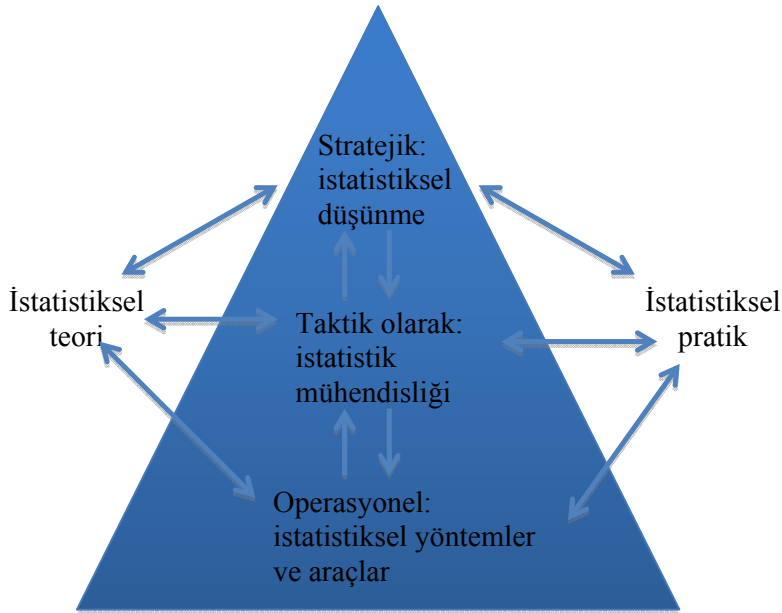 Stratejik:
istatistiksel
düşünme
İstatistiksel
teori
Taktik olarak:
istatistik
mühendisliği
İstatistiksel
pratik
Operasyonel:
istatistiksel yöntemler
ve araçlar